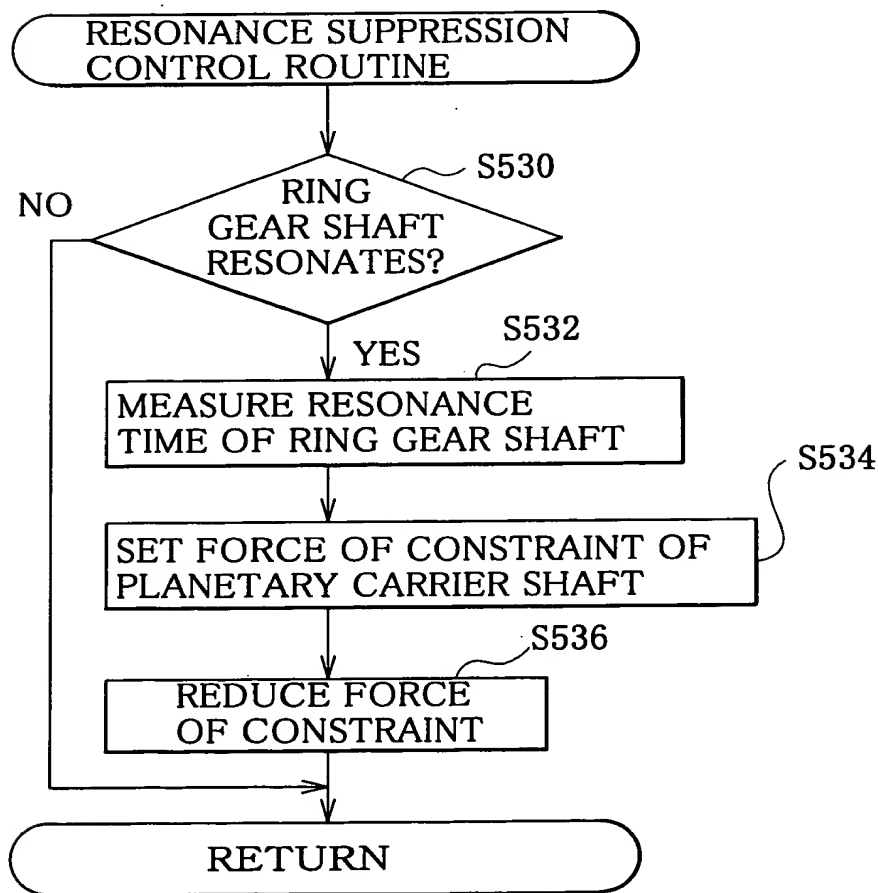 RESONANCE SUPPRESSION
CONTROL ROUTINE
S530
RING
GEAR SHAFT
RESONATES?
NO
YES
S532
MEASURE RESONANCE
TIME OF RING GEAR SHAFT
S534
SET FORCE OF CONSTRAINT OF
PLANETARY CARRIER SHAFT
S536
REDUCE FORCE
OF CONSTRAINT
RETURN